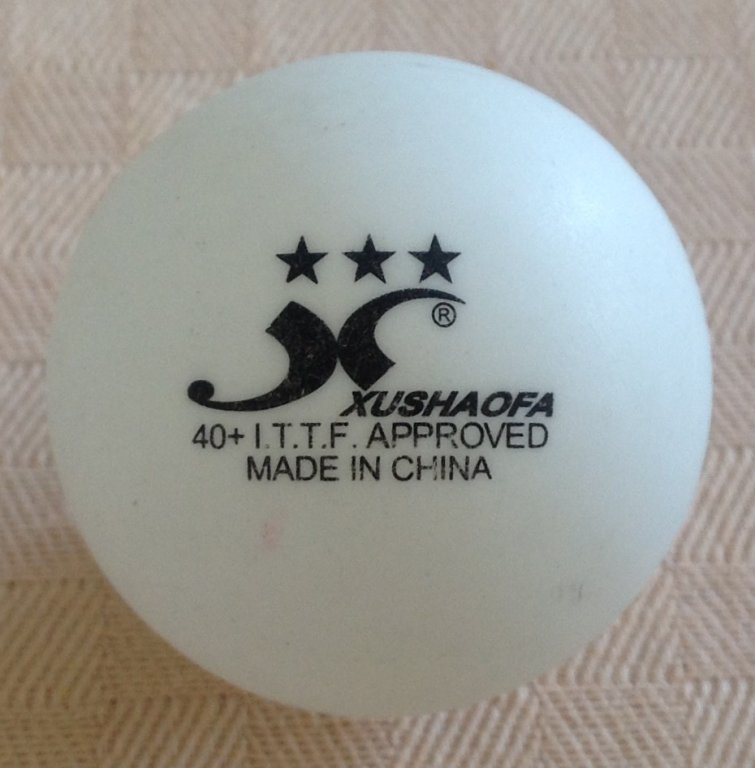 ★★★
®
XUSHAOFA
40+ I.T.T.F. APPROVED
MADE IN CHINA